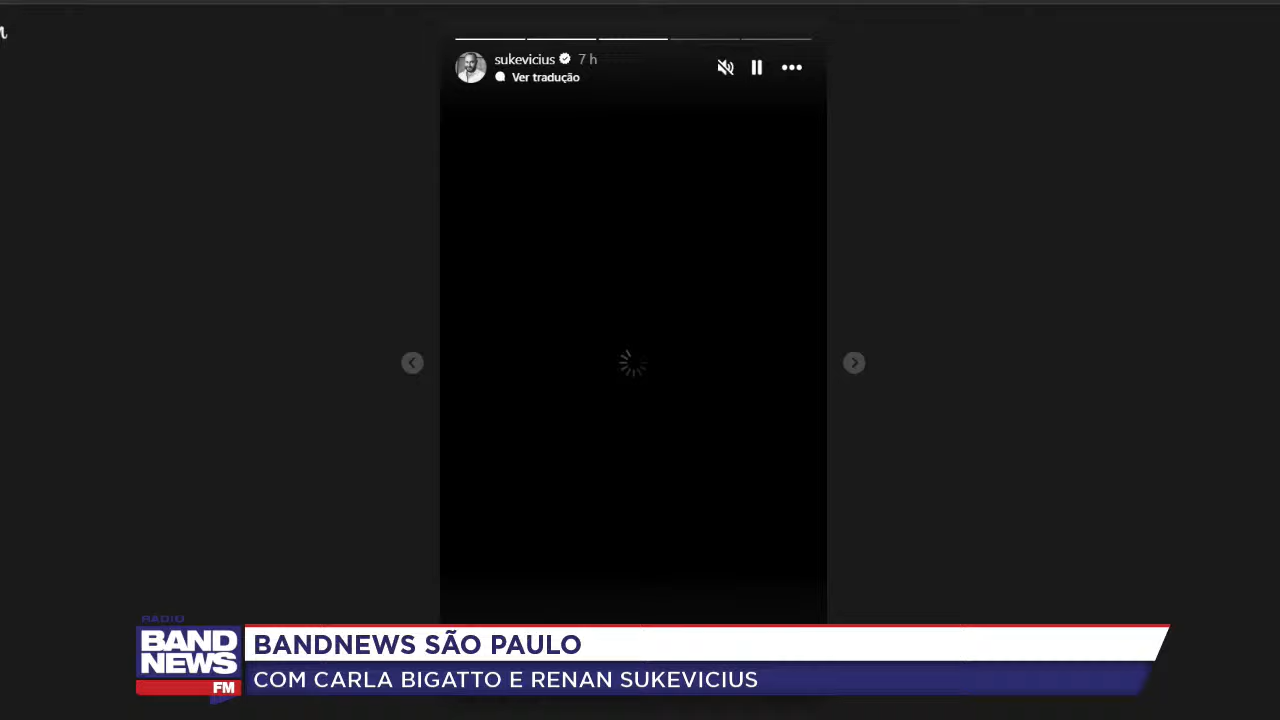 sukevicius 7 h
Ver tradução
RÁDIO
BAND
NEWS
FM
BANDNEWS SÃO PAULO
COM CARLA BIGATTO E RENAN SUKEVICIUS